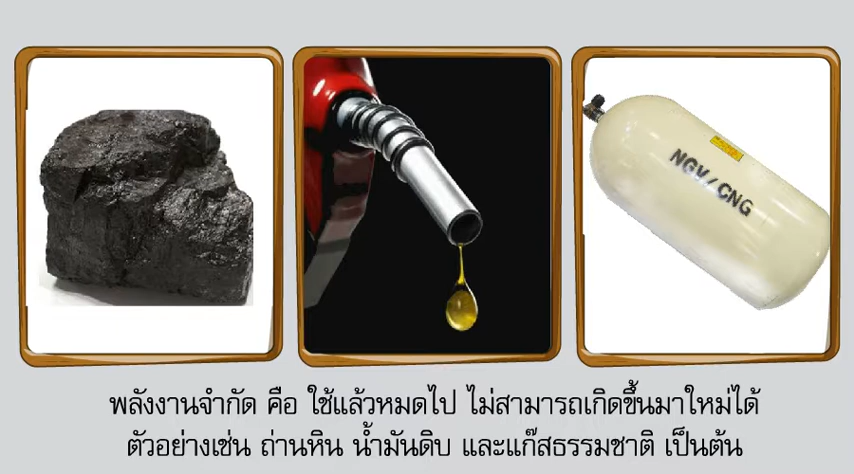 NGV/CNG
พลังงานจำกัด คือ ใช้แล้วหมดไป ไม่สามารถเกิดขึ้นมาใหม่ได้
ตัวอย่างเช่น ถ่านหิน น้ำมันดิบ และแก๊สธรรมชาติ เป็นต้น